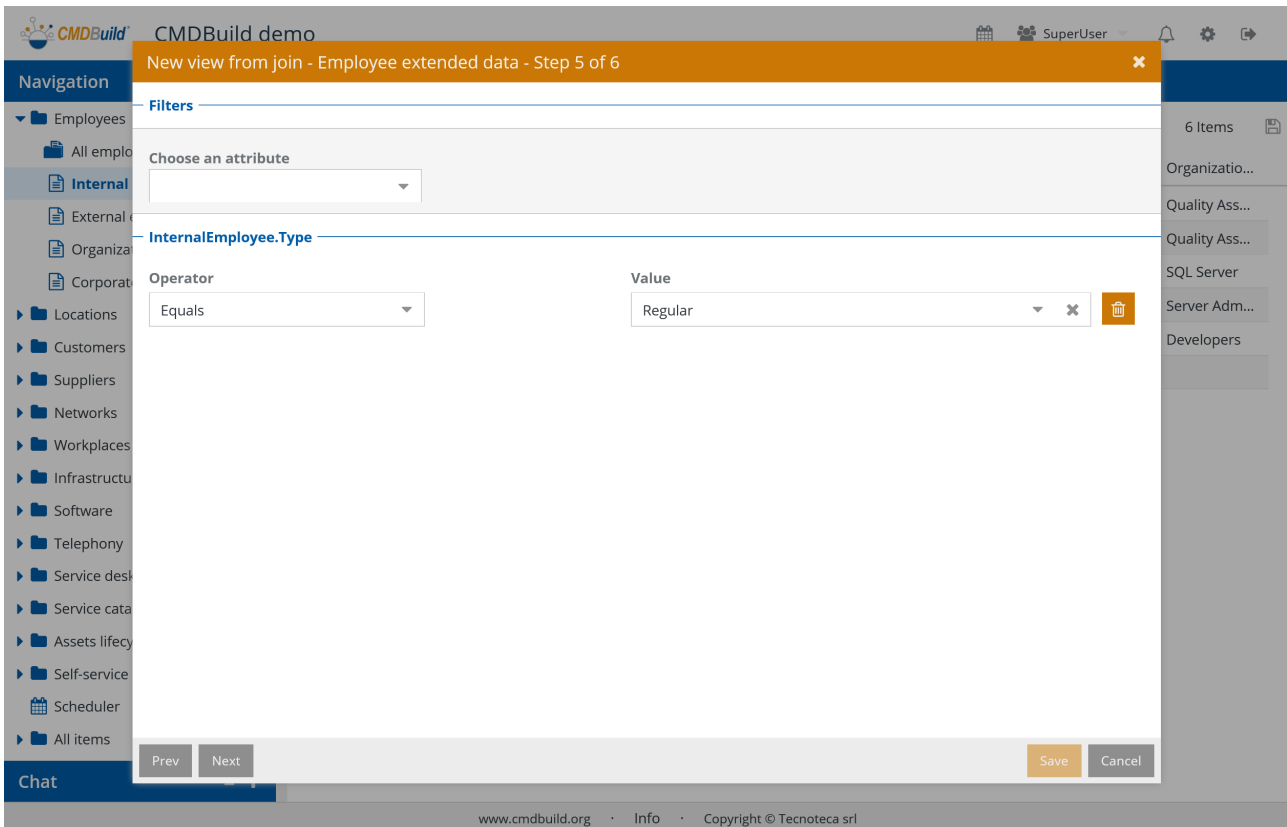 CMDBuild CMDBuild demo SuperUser
New view from join - Employee extended data - Step 5 of 6
Navigation
Filters
Employees
6 Items
All emplo
Choose an attribute
Organizatio...
Internal
External
Quality Ass...
InternalEmployee.Type
Quality Ass...
Organiza
SQL Server
Corporat
Operator Value
Equals Regular
Server Adm...
Locations
Developers
Customers
Suppliers
Networks
Workplaces
Infrastructu
Software
Telephony
Service desk
Service cata
Assets lifecy
Self-service
Scheduler
All items
Prev Next Save Cancel
Chat
www.cmdbuild.org · Info · Copyright © Tecnoteca srl